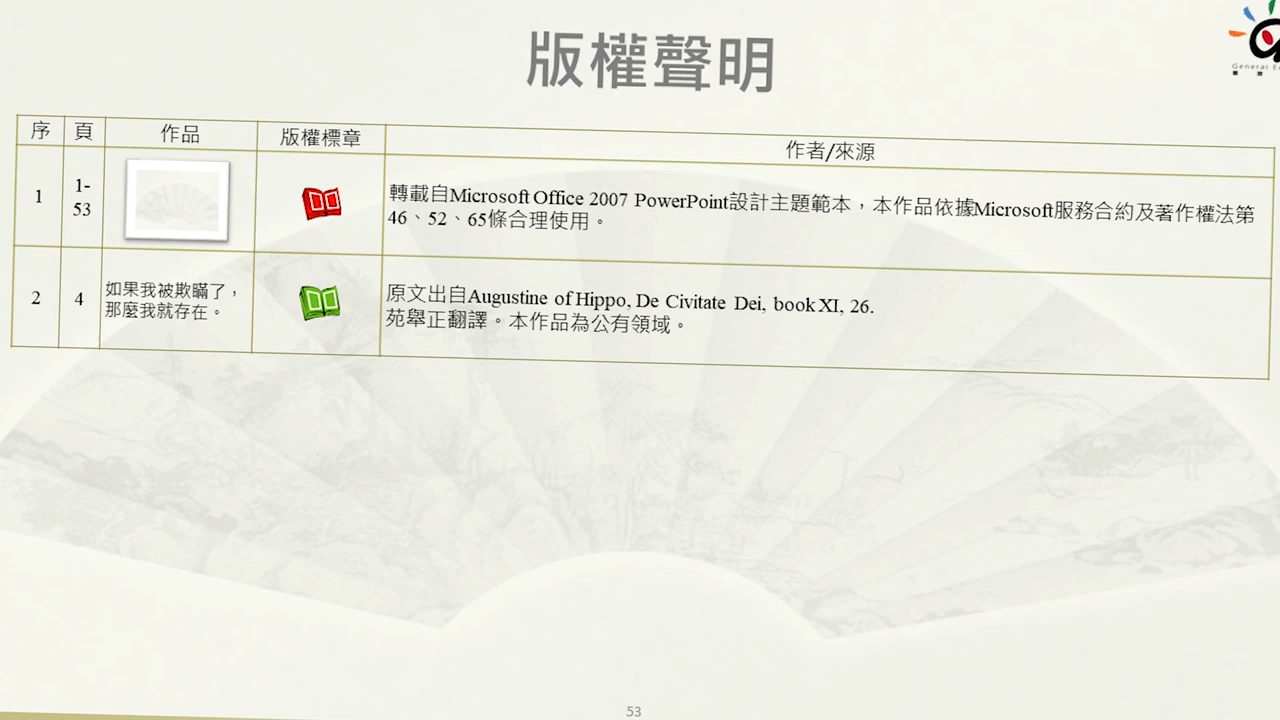 版權聲明
General E
序 頁 作品 版權標章 作者/來源
1
1-
53
轉載自Microsoft Office 2007 PowerPoint設計主題範本，本作品依據Microsoft服務合約及著作權法第
46、52、65條合理使用。
2
4
如果我被欺瞞了，
那麼我就存在。
原文出自Augustine of Hippo, De Civitate Dei, book XI, 26.
苑舉正翻譯。本作品為公有領域。
53